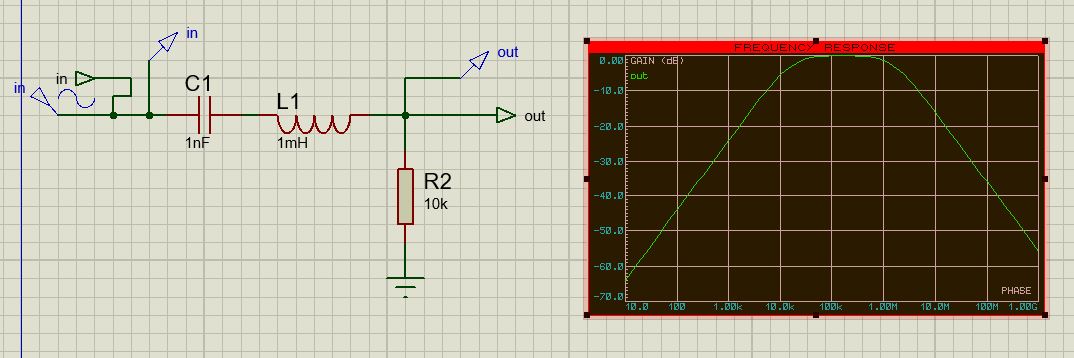 in
in
in
C1
1nF
L1
1mH
out
out
R2
10k
FREQUENCY RESPONSE
GAIN (dB)
out
0.00
-10.0
-20.0
-30.0
-40.0
-50.0
-60.0
-70.0
PHASE
10.0 100 1.00k 10.0k 100k 1.00M 10.0M 100M 1.00G